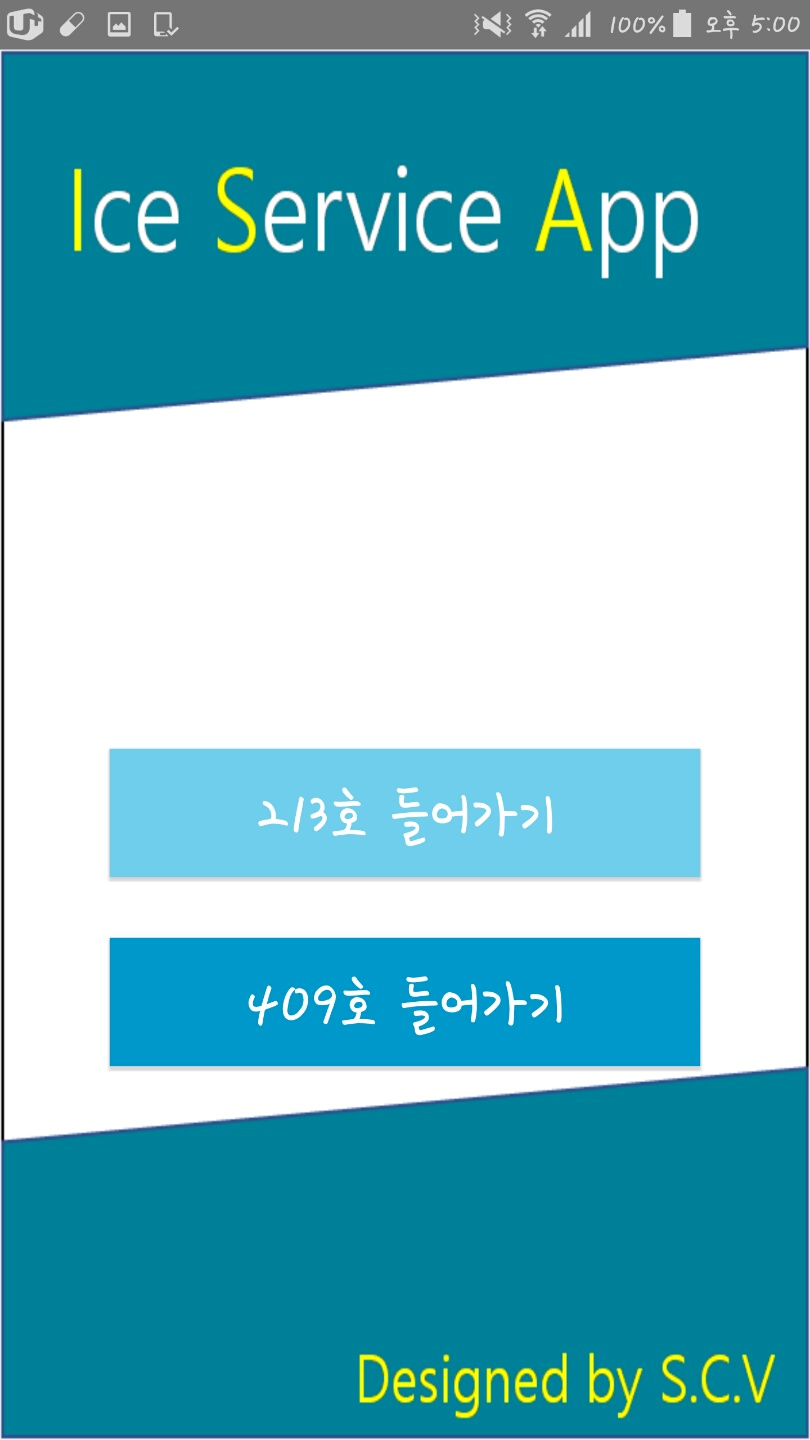 100% 오후 5:00
Ice Service App
213호 들어가기
409호 들어가기
Designed by S.C.V